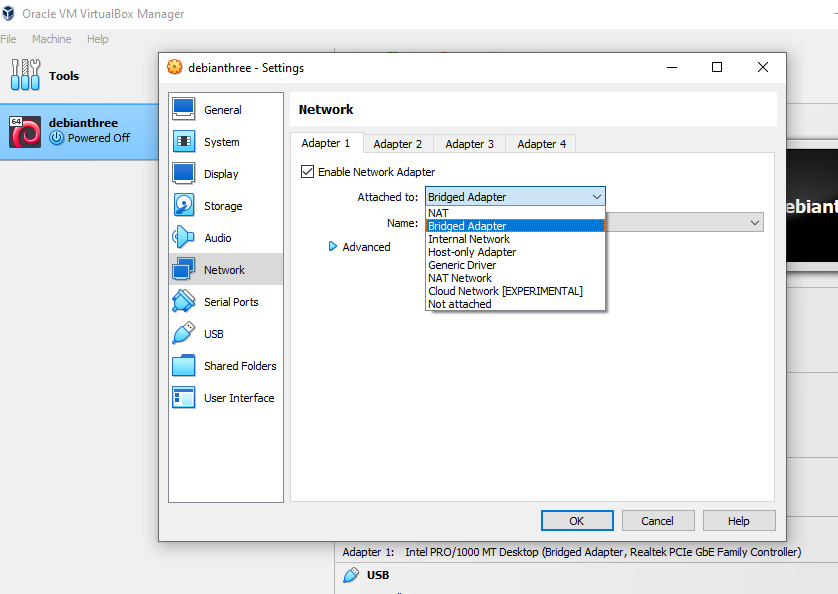 Oracle VM VirtualBox Manager
File Machine Help
Tools
64
debianthree
Powered Off
debianthree - Settings
General
System
Display
Storage
Audio
Network
Serial Ports
USB
Shared Folders
User Interface
Network
Adapter 1 Adapter 2 Adapter 3 Adapter 4
Enable Network Adapter
Attached to: Bridged Adapter
NAT
Bridged Adapter
Internal Network
Host-only Adapter
Generic Driver
NAT Network
Cloud Network [EXPERIMENTAL]
Not attached
Name:
Advanced
OK Cancel Help
ebiant
Adapter 1: Intel PRO/1000 MT Desktop (Bridged Adapter, Realtek PCIe GbE Family Controller)
USB